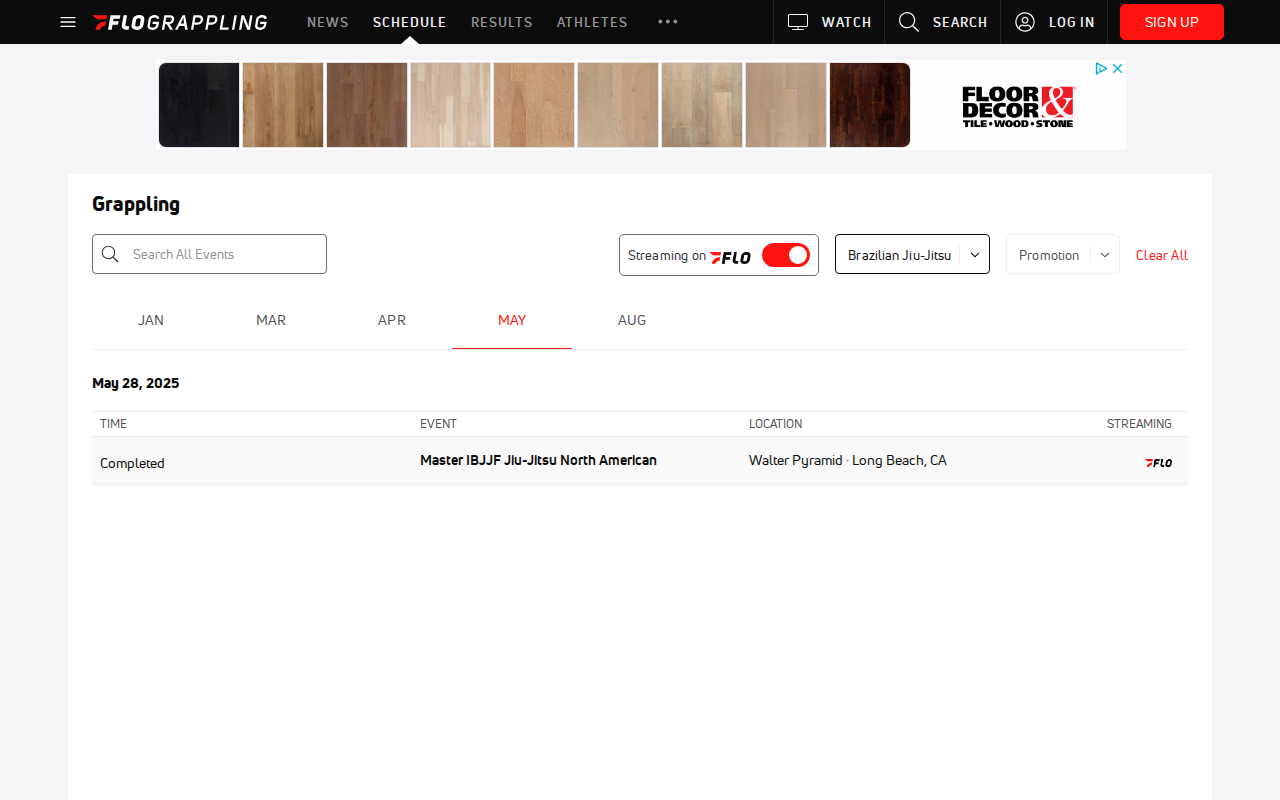 FLOGRAPPLING NEWS SCHEDULE RESULTS ATHLETES WATCH SEARCH LOG IN SIGN UP
FLOOR & DECOR
TILE • WOOD • STONE
Grappling
Search All Events Streaming on FLO Brazilian Jiu-Jitsu Promotion Clear All
JAN MAR APR MAY AUG
May 28, 2025
TIME EVENT LOCATION STREAMING
Completed Master IBJJF Jiu-Jitsu North American Walter Pyramid · Long Beach, CA FLO